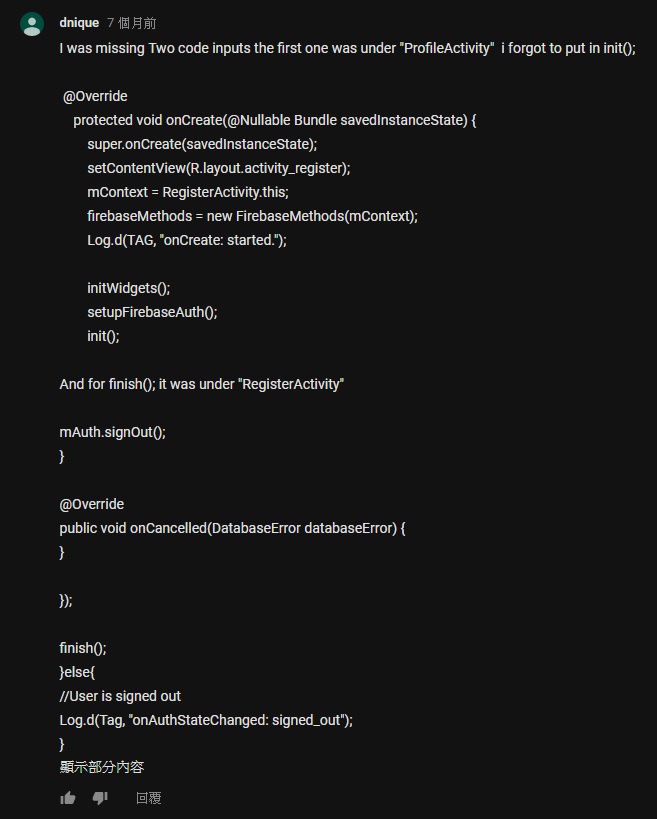 dnique 7 個月前
I was missing Two code inputs the first one was under "ProfileActivity"  i forgot to put in init();
@Override
protected void onCreate(@Nullable Bundle savedInstanceState) {
super.onCreate(savedInstanceState);
setContentView(R.layout.activity_register);
mContext = RegisterActivity.this;
firebaseMethods = new FirebaseMethods(mContext);
Log.d(TAG, "onCreate: started.");
initWidgets();
setupFirebaseAuth();
init();
And for finish(); it was under "RegisterActivity"
mAuth.signOut();
}
@Override
public void onCancelled(DatabaseError databaseError) {
}
});
finish();
}else{
//User is signed out
Log.d(Tag, "onAuthStateChanged: signed_out");
}
顯示部分內容
回覆